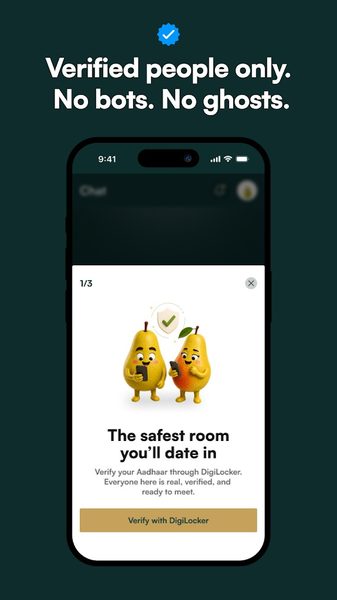 Verified people only.
No bots. No ghosts.
9:41
Chat
1/3
The safest room
you'll date in
Verify your Aadhaar through DigiLocker.
Everyone here is real, verified, and
ready to meet.
Verify with DigiLocker